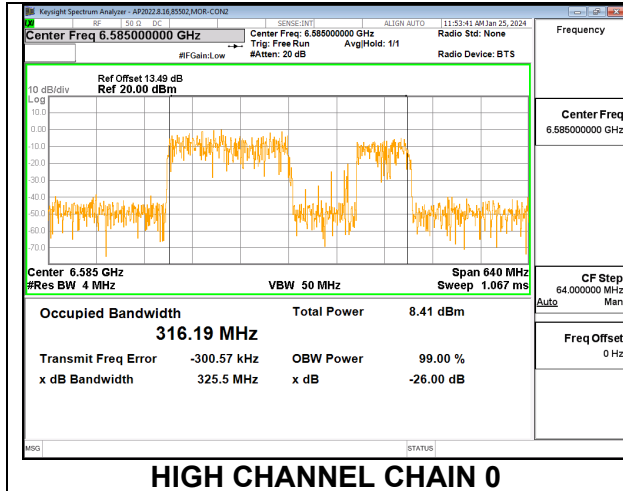 Keysight Spectrum Analyzer - AP2022.8.16,85502,MOR-CON2
RF 50 Ω DC SENSE:INT ALIGN AUTO 11:53:41 AM Jan 25, 2024
Center Freq 6.585000000 GHz
Center Freq: 6.585000000 GHz
Radio Std: None
Trig: Free Run Avg|Hold: 1/1
#IFGain:Low #Atten: 20 dB Radio Device: BTS
Frequency
Ref Offset 13.49 dB
10 dB/div Ref 20.00 dBm
Log
10.0
0.00
-10.0
-20.0
-30.0
-40.0
-50.0
-60.0
-70.0
Center Freq
6.585000000 GHz
Center 6.585 GHz Span 640 MHz
#Res BW 4 MHz VBW 50 MHz Sweep 1.067 ms
CF Step
64.000000 MHz
Auto Man
Freq Offset
0 Hz
Occupied Bandwidth Total Power 8.41 dBm
316.19 MHz
Transmit Freq Error -300.57 kHz OBW Power 99.00 %
x dB Bandwidth 325.5 MHz x dB -26.00 dB
MSG STATUS
HIGH CHANNEL CHAIN 0